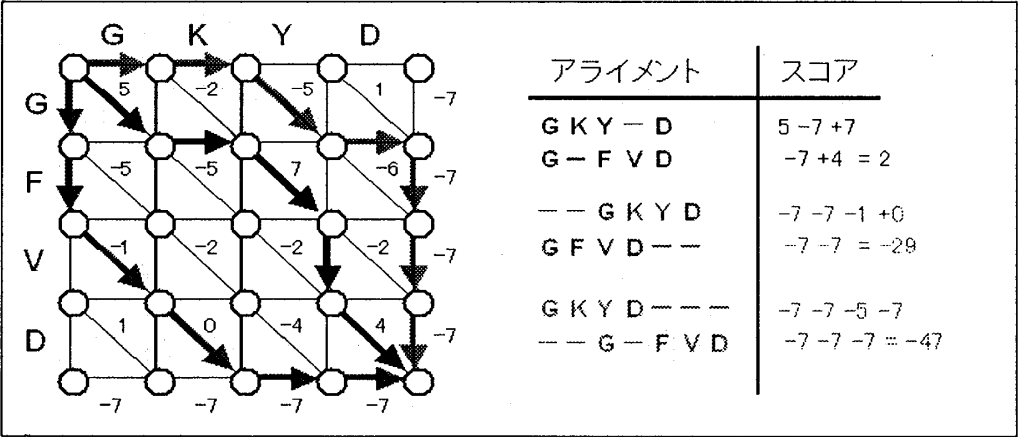 G K Y D
5 -2 -5 1 -7
G
-5 -5 7 -6 -7
F
-1 -2 -2 -2 -7
V
1 0 -4 4 -7
D
-7 -7 -7 -7
アライメント スコア
G K Y – D 5 -7 +7
G – F V D -7 +4 = 2
– – G K Y D -7 -7 -1 +0
G F V D – – -7 -7 = -29
G K Y D – – – -7 -7 -5 -7
– – G – F V D -7 -7 -7 = -47